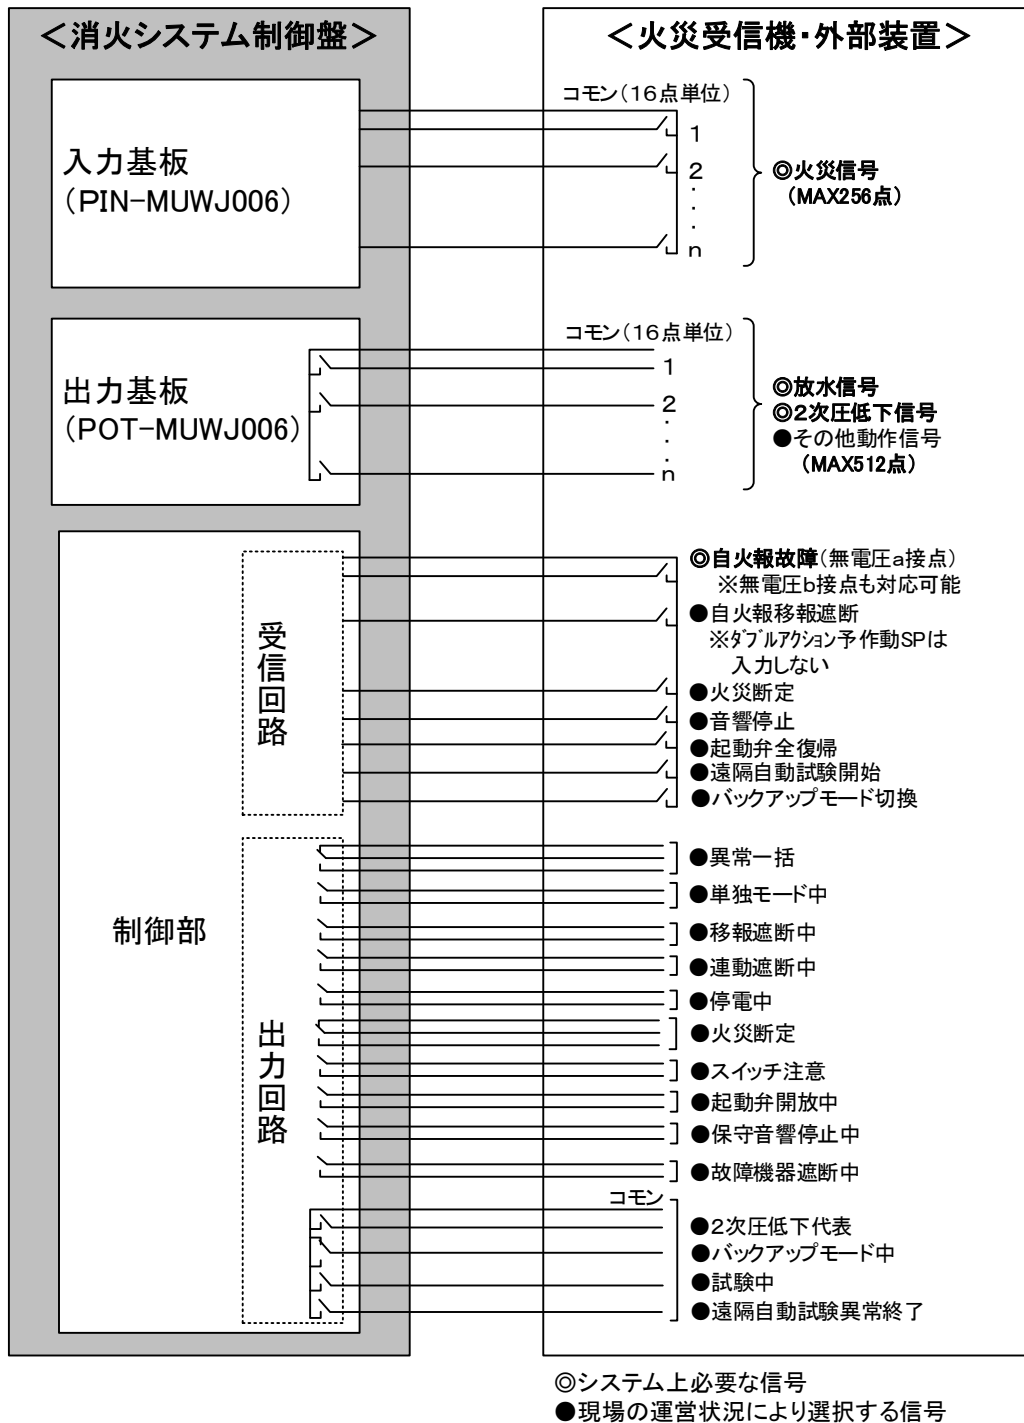 ＜消火システム制御盤＞
＜火災受信機・外部装置＞
入力基板
（PIN-MUWJ006）
コモン（16点単位）
1
2
・
・
・
n
◎火災信号
（MAX256点）
出力基板
（POT-MUWJ006）
コモン（16点単位）
1
2
・
・
・
n
◎放水信号
◎2次圧低下信号
●その他動作信号
（MAX512点）
制御部
受信回路
◎自火報故障（無電圧a接点）
※無電圧b接点も対応可能
●自火報移報遮断
※ﾀﾞﾌﾞﾙｱｸｼｮﾝ予作動SPは
入力しない
●火災断定
●音響停止
●起動弁全復帰
●遠隔自動試験開始
●バックアップモード切換
出力回路
●異常一括
●単独モード中
●移報遮断中
●連動遮断中
●停電中
●火災断定
●スイッチ注意
●起動弁開放中
●保守音響停止中
●故障機器遮断中
コモン
●2次圧低下代表
●バックアップモード中
●試験中
●遠隔自動試験異常終了
◎システム上必要な信号
●現場の運営状況により選択する信号